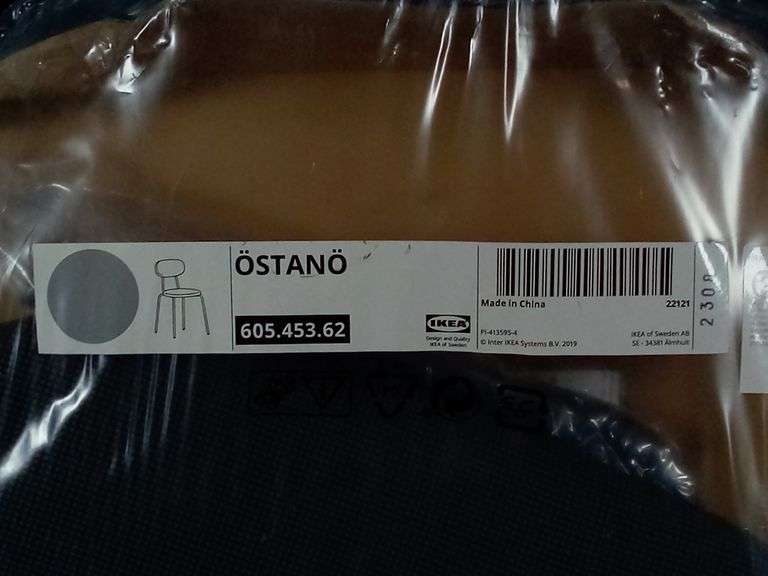 ÖSTANÖ
605.453.62
IKEA
Design and Quality
IKEA of Sweden
Made in China
22121
PI-413595-4
© Inter IKEA Systems B.V. 2019
IKEA of Sweden AB
SE - 34381 Älmhult
2308